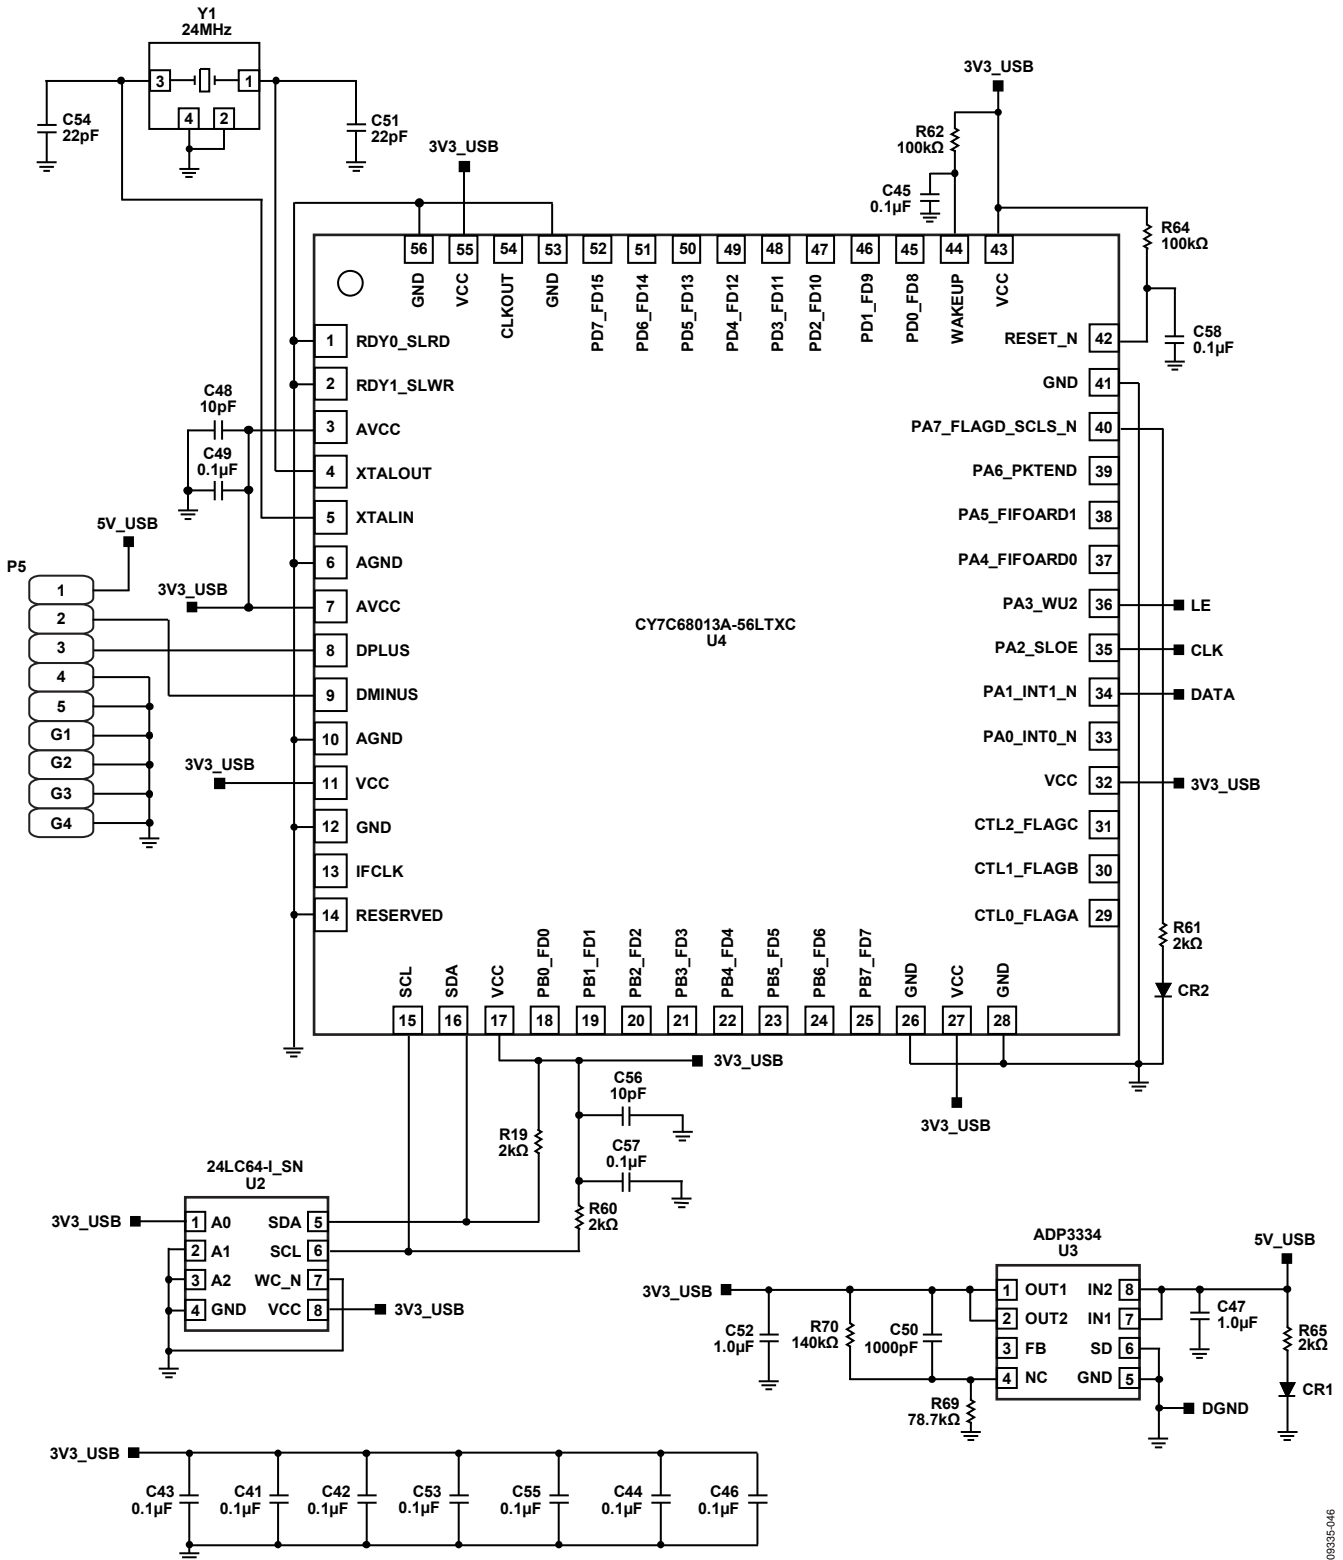 Y1
24MHz
3
1
4
2
C54
22pF
C51
22pF
3V3_USB
3V3_USB
R62
100kΩ
C45
0.1µF
R64
100kΩ
C58
0.1µF
56 55 54 53 52 51 50 49 48 47 46 45 44 43
GND VCC CLKOUT GND PD7_FD15 PD6_FD14 PD5_FD13 PD4_FD12 PD3_FD11 PD2_FD10 PD1_FD9 PD0_FD8 WAKEUP VCC
1 RDY0_SLRD
2 RDY1_SLWR
3 AVCC
4 XTALOUT
5 XTALIN
6 AGND
7 AVCC
8 DPLUS
9 DMINUS
10 AGND
11 VCC
12 GND
13 IFCLK
14 RESERVED
C48
10pF
C49
0.1µF
5V_USB
3V3_USB
3V3_USB
P5
1
2
3
4
5
G1
G2
G3
G4
CY7C68013A-56LTXC
U4
RESET_N 42
GND 41
PA7_FLAGD_SCLS_N 40
PA6_PKTEND 39
PA5_FIFOARD1 38
PA4_FIFOARD0 37
PA3_WU2 36 LE
PA2_SLOE 35 CLK
PA1_INT1_N 34 DATA
PA0_INT0_N 33
VCC 32 3V3_USB
CTL2_FLAGC 31
CTL1_FLAGB 30
CTL0_FLAGA 29
R61
2kΩ
CR2
SCL SDA VCC PB0_FD0 PB1_FD1 PB2_FD2 PB3_FD3 PB4_FD4 PB5_FD5 PB6_FD6 PB7_FD7 GND VCC GND
15 16 17 18 19 20 21 22 23 24 25 26 27 28
3V3_USB
3V3_USB
C56
10pF
C57
0.1µF
R19
2kΩ
R60
2kΩ
24LC64-I_SN
U2
3V3_USB 1 A0 SDA 5
2 A1 SCL 6
3 A2 WC_N 7
4 GND VCC 8 3V3_USB
ADP3334
U3
5V_USB
3V3_USB
1 OUT1 IN2 8
2 OUT2 IN1 7
3 FB SD 6
4 NC GND 5
C52
1.0µF
R70
140kΩ
C50
1000pF
R69
78.7kΩ
C47
1.0µF
R65
2kΩ
CR1
DGND
3V3_USB
C43
0.1µF
C41
0.1µF
C42
0.1µF
C53
0.1µF
C55
0.1µF
C44
0.1µF
C46
0.1µF
09335-046